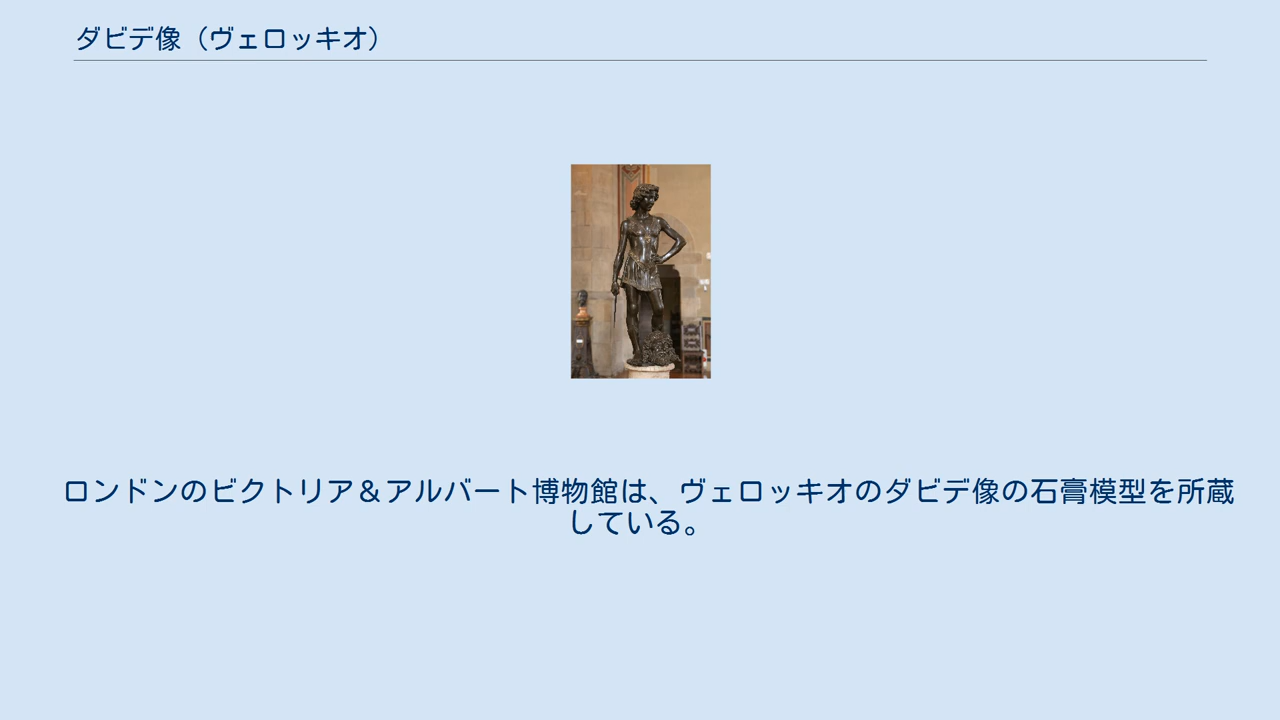 ダビデ像（ヴェロッキオ）
ロンドンのビクトリア＆アルバート博物館は、ヴェロッキオのダビデ像の石膏模型を所蔵
している。